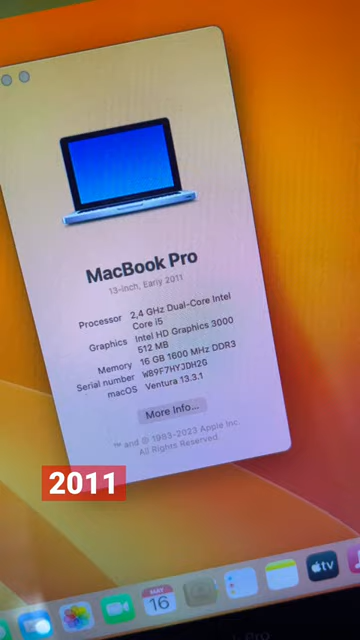 MacBook Pro
13-inch, Early 2011
Processor 2,4 GHz Dual-Core Intel
Core i5
Graphics Intel HD Graphics 3000
512 MB
Memory 16 GB 1600 MHz DDR3
Serial number W89F7HYJDH2G
macOS Ventura 13.3.1
More Info...
™ and © 1983-2023 Apple Inc.
All Rights Reserved.
2011
MAY
16
tv